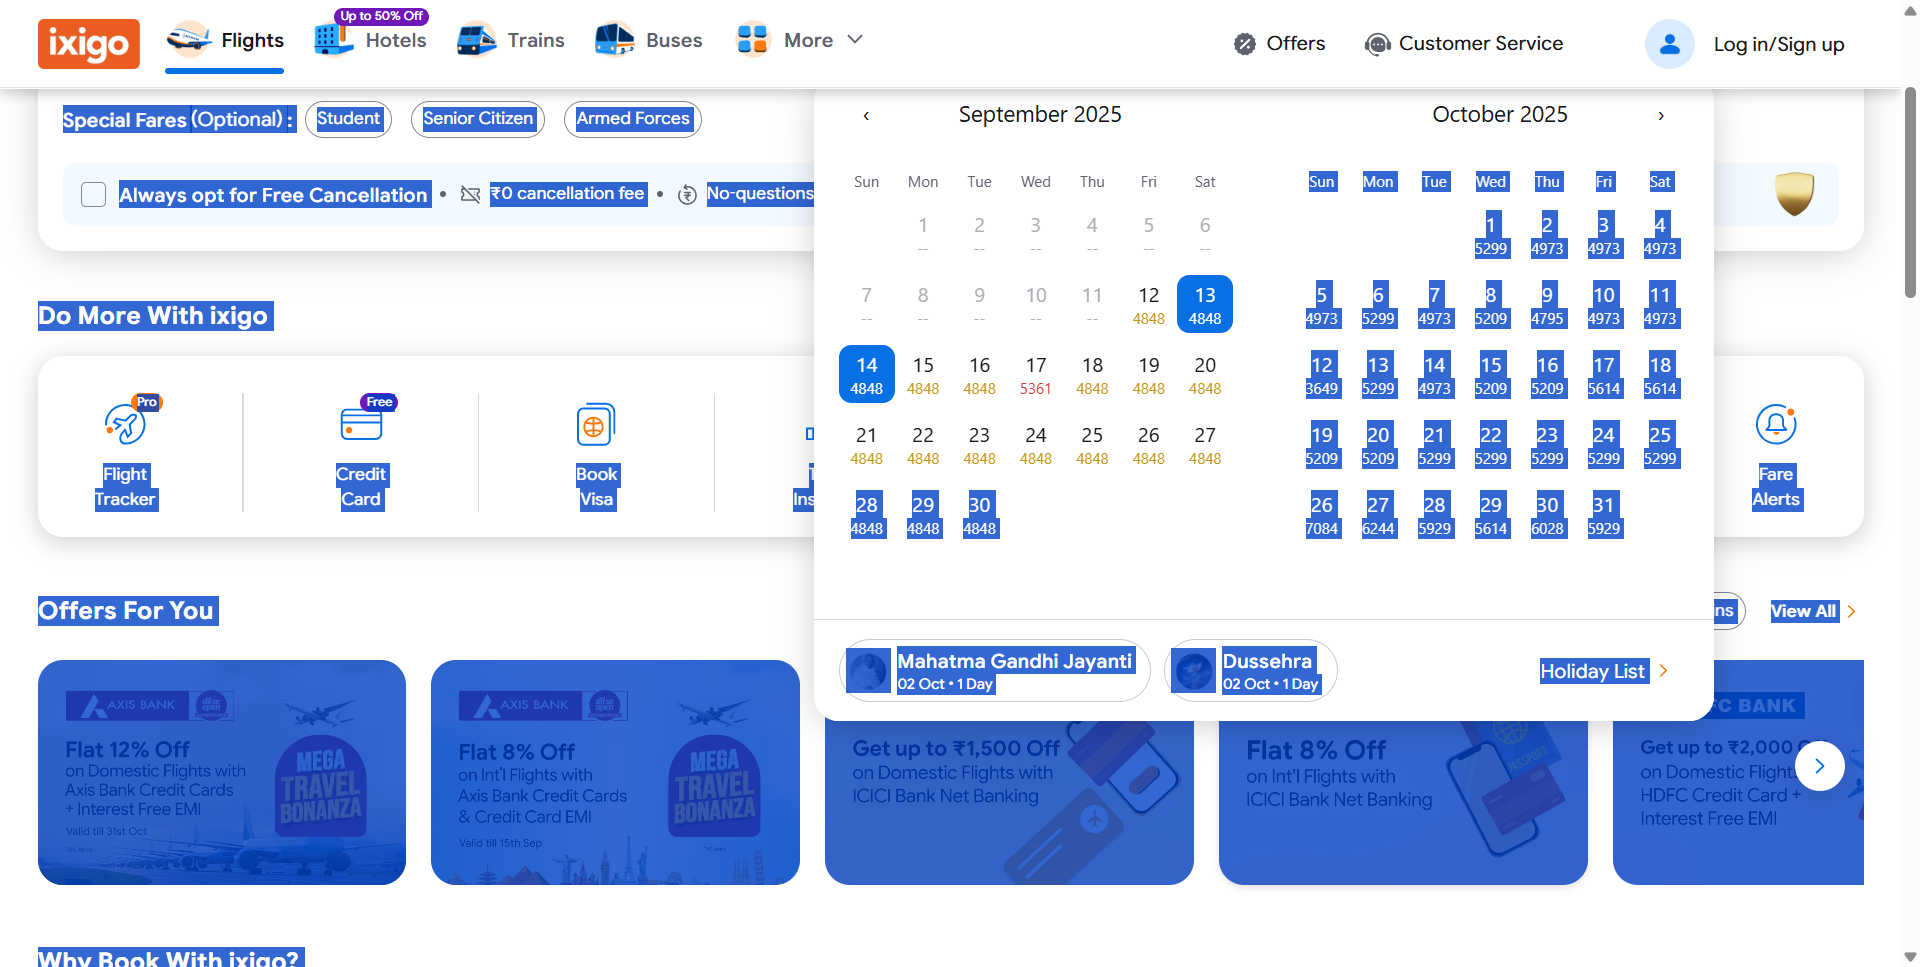 ixigo
Flights
Up to 50% Off
Hotels
Trains
Buses
More
Offers
Customer Service
Log in/Sign up
Special Fares (Optional) :
Student
Senior Citizen
Armed Forces
Always opt for Free Cancellation • ₹0 cancellation fee • No-questions
September 2025
Sun Mon Tue Wed Thu Fri Sat
1 2 3 4 5 6
-- -- -- -- -- --
7 8 9 10 11 12 13
-- -- -- -- -- 4848 4848
14 15 16 17 18 19 20
4848 4848 4848 5361 4848 4848 4848
21 22 23 24 25 26 27
4848 4848 4848 4848 4848 4848 4848
28 29 30
4848 4848 4848
October 2025
Sun Mon Tue Wed Thu Fri Sat
1 2 3 4
5299 4973 4973 4973
5 6 7 8 9 10 11
4973 5299 4973 5209 4795 4973 4973
12 13 14 15 16 17 18
3649 5299 4973 5209 5209 5614 5614
19 20 21 22 23 24 25
5209 5209 5299 5299 5299 5299 5299
26 27 28 29 30 31
7084 6244 5929 5614 6028 5929
Mahatma Gandhi Jayanti
02 Oct • 1 Day
Dussehra
02 Oct • 1 Day
Holiday List
Do More With ixigo
Pro
Flight
Tracker
Free
Credit
Card
Book
Visa
Ins
Fare
Alerts
Offers For You
ns
View All
AXIS BANK
dil se open
Flat 12% Off
on Domestic Flights with
Axis Bank Credit Cards
+ Interest Free EMI
Valid till 31st Oct
MEGA
TRAVEL
BONANZA
AXIS BANK
dil se open
Flat 8% Off
on Int'l Flights with
Axis Bank Credit Cards
& Credit Card EMI
Valid till 15th Sep
MEGA
TRAVEL
BONANZA
Get up to ₹1,500 Off
on Domestic Flights with
ICICI Bank Net Banking
Flat 8% Off
on Int'l Flights with
ICICI Bank Net Banking
PASSPORT
FC BANK
Get up to ₹2,000
on Domestic Flight
HDFC Credit Card +
Interest Free EMI
Why Book With ixigo?